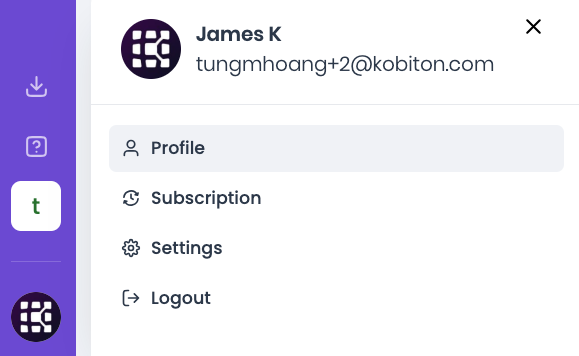 James K
tungmhoang+2@kobiton.com
Profile
t
Subscription
Settings
Logout